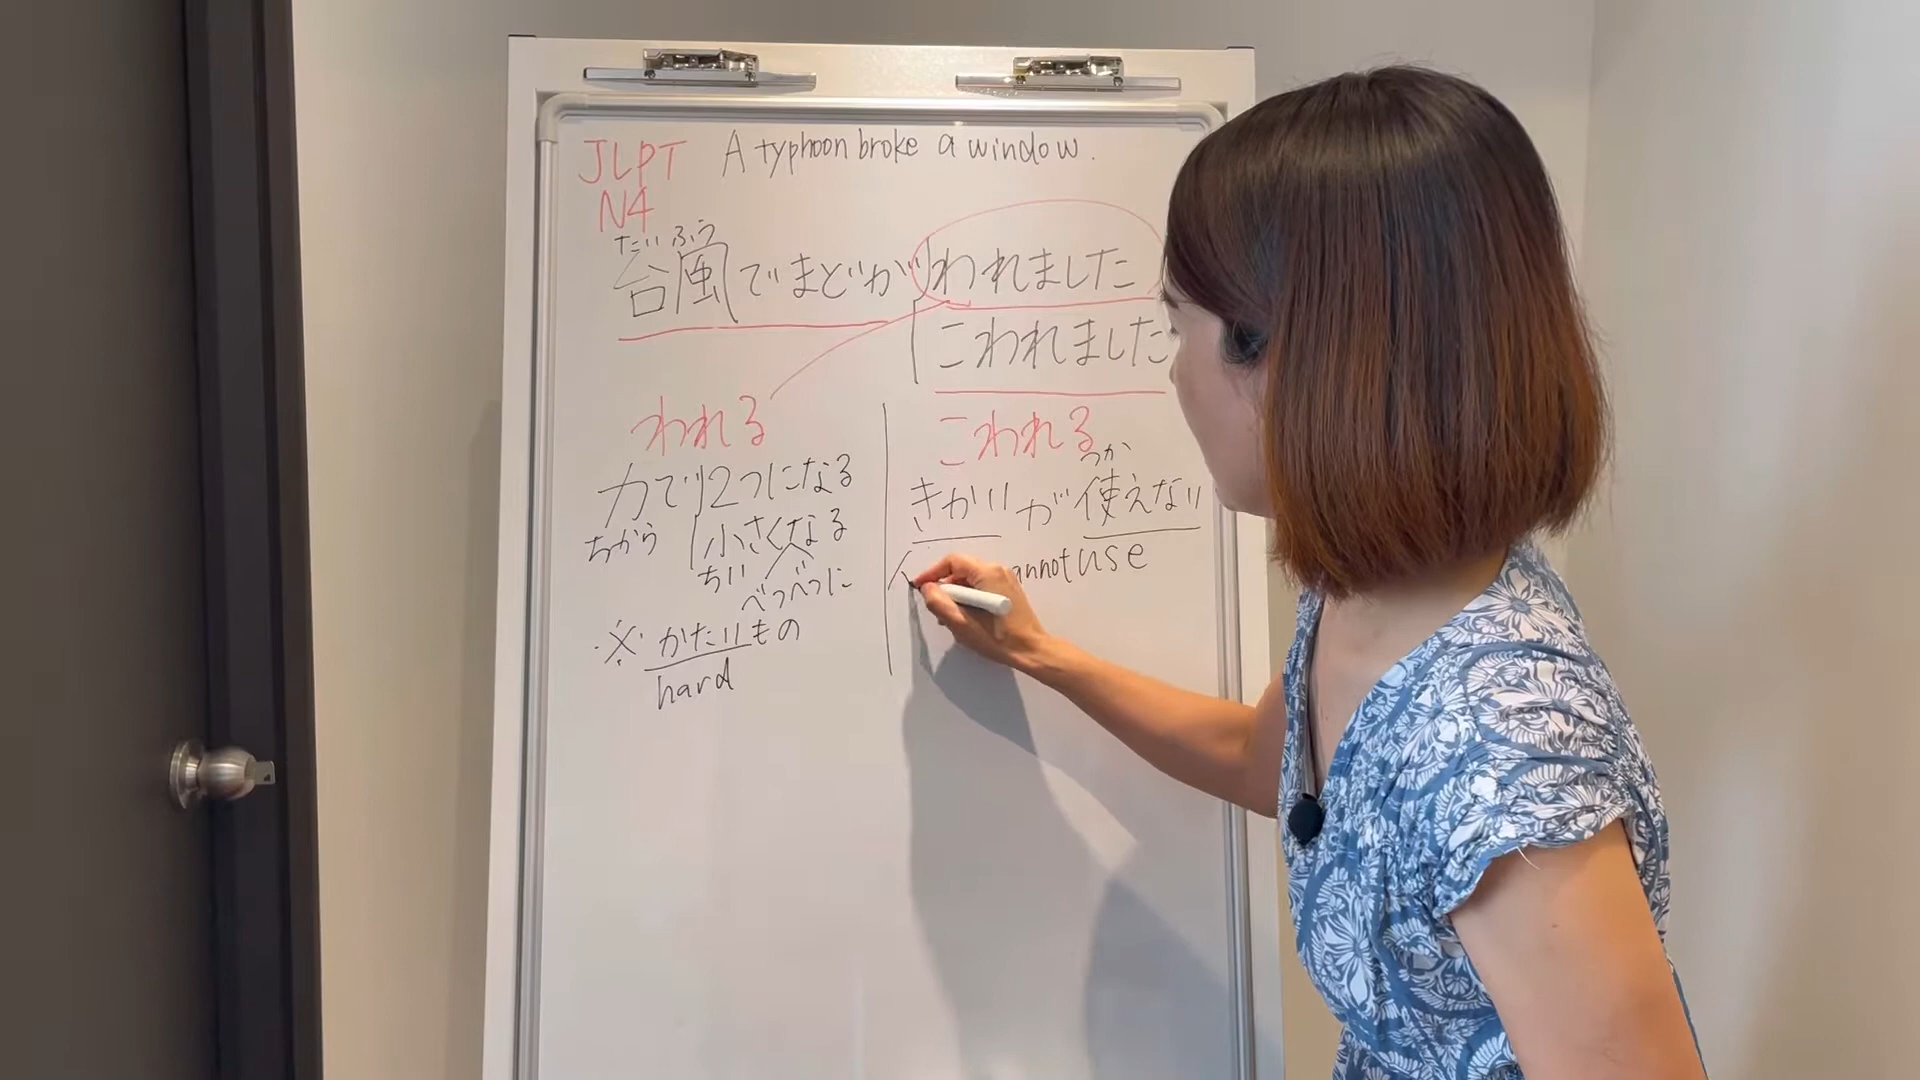 JLPT A typhoon broke a window.
N4
たいふう
台風でまどが われました
こわれました
われる
力で 2つになる
ちから
小さくなる
ちい
べつべつに
※ かたいもの
hard
こわれる
つか
きかいが使えない
cannot use